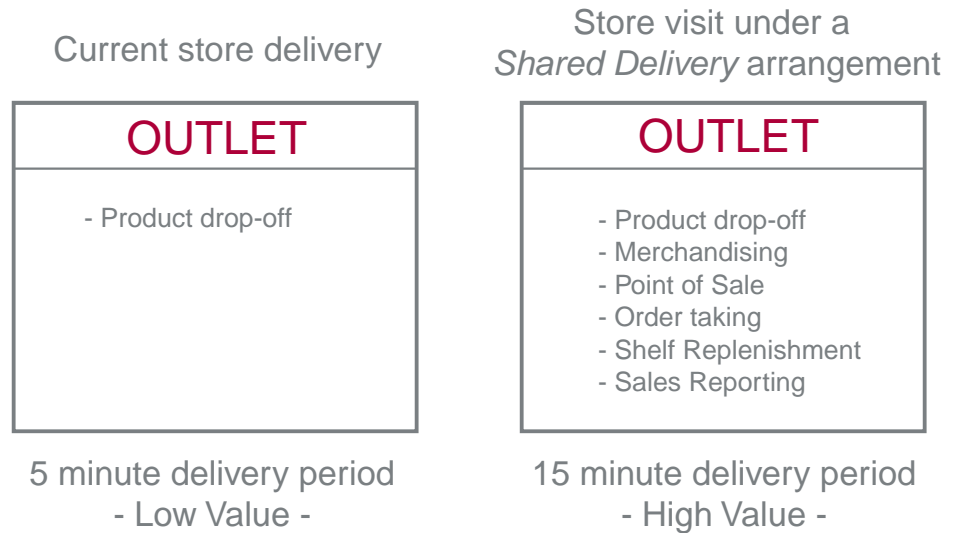 Current store delivery
OUTLET
- Product drop-off
5 minute delivery period
- Low Value -
Store visit under a
Shared Delivery arrangement
OUTLET
- Product drop-off
- Merchandising
- Point of Sale
- Order taking
- Shelf Replenishment
- Sales Reporting
15 minute delivery period
- High Value -